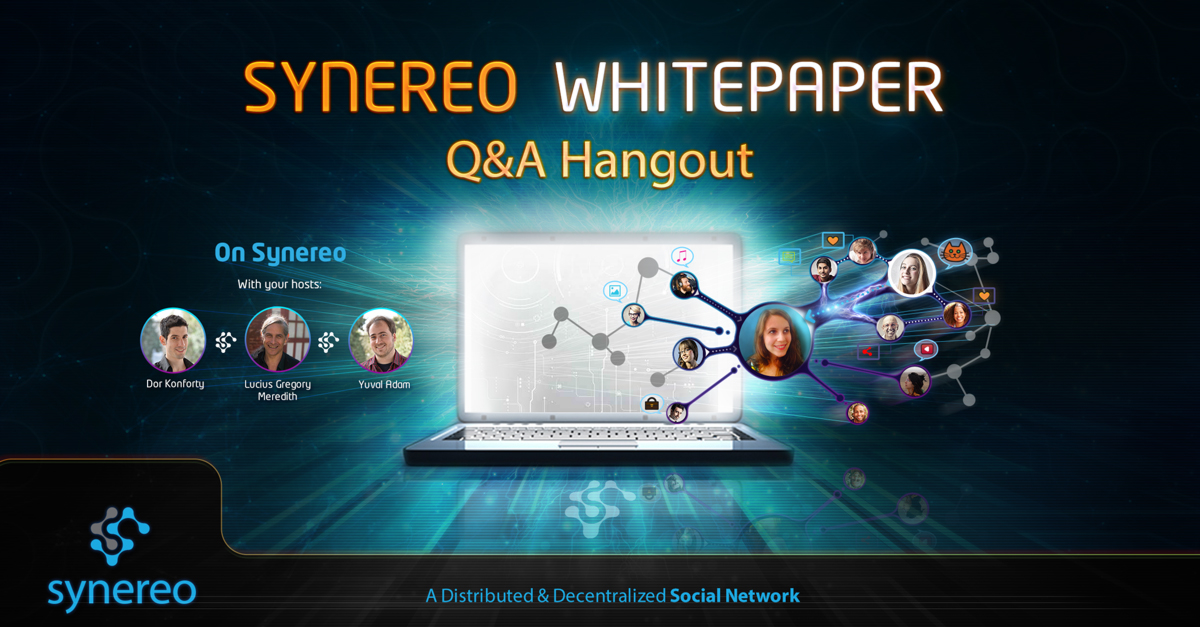 SYNEREO WHITEPAPER
Q&A Hangout
On Synereo
With your hosts:
Dor Konforty
Lucius Gregory
Meredith
Yuval Adam
synereo
A Distributed & Decentralized Social Network